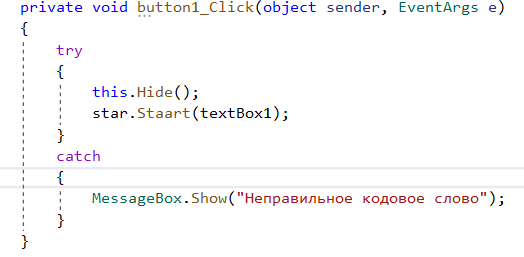 private void button1_Click(object sender, EventArgs e)
{
try
{
this.Hide();
star.Staart(textBox1);
}
catch
{
MessageBox.Show("Неправильное кодовое слово");
}
}